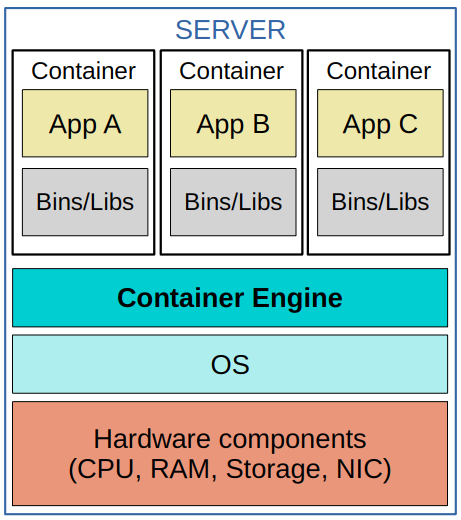 SERVER
Container Container Container
App A App B App C
Bins/Libs Bins/Libs Bins/Libs
Container Engine
OS
Hardware components
(CPU, RAM, Storage, NIC)